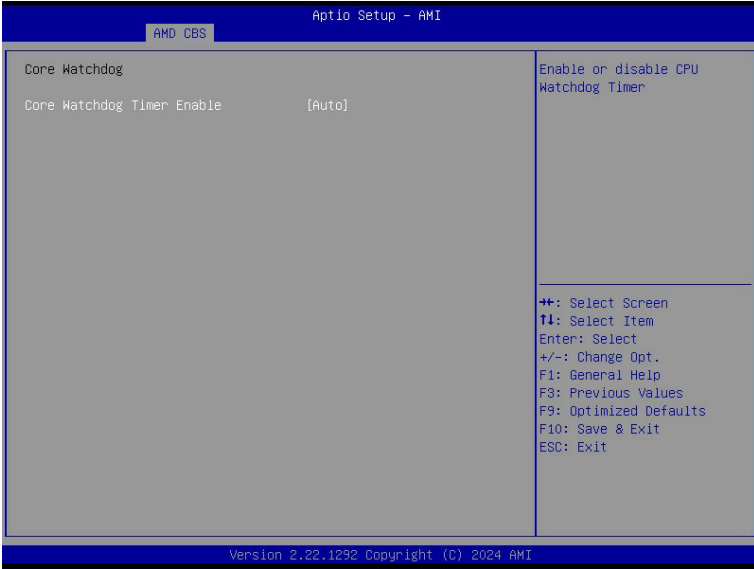 Aptio Setup – AMI
AMD CBS
Core Watchdog
Core Watchdog Timer Enable [Auto]
Enable or disable CPU
Watchdog Timer
→←: Select Screen
↑↓: Select Item
Enter: Select
+/-: Change Opt.
F1: General Help
F3: Previous Values
F9: Optimized Defaults
F10: Save & Exit
ESC: Exit
Version 2.22.1292 Copyright (C) 2024 AMI